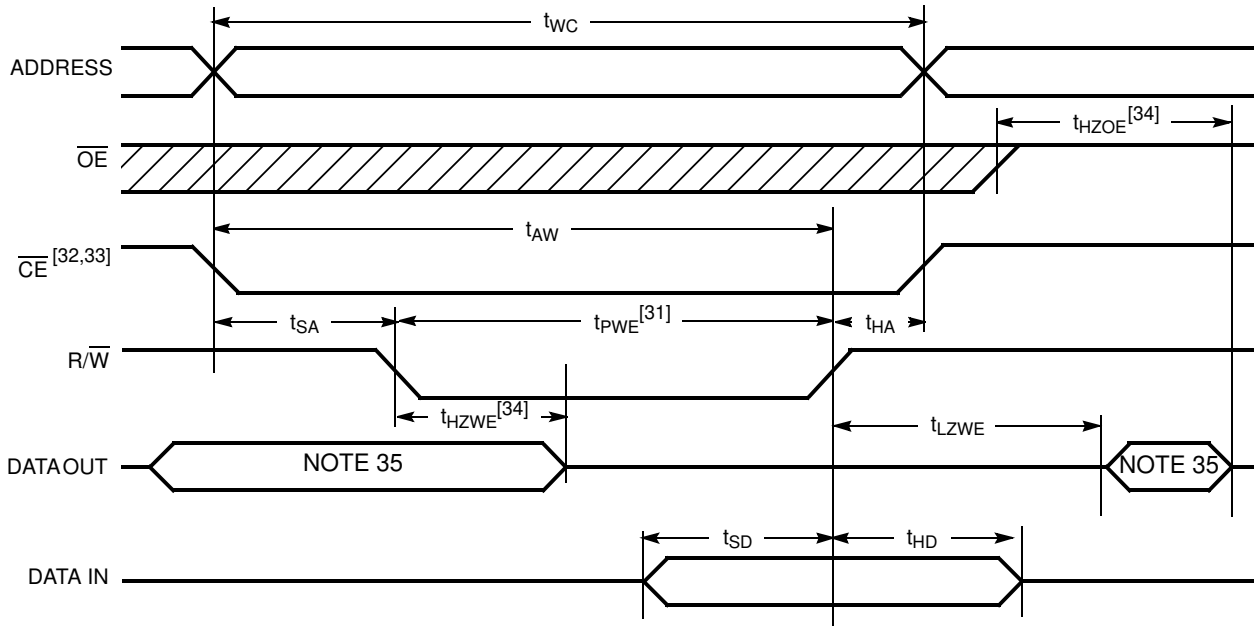 tWC
ADDRESS
tHZOE[34]
OE
tAW
CE [32,33]
tSA
tPWE[31]
tHA
R/W
tHZWE[34]
tLZWE
DATA OUT
NOTE 35
NOTE 35
tSD
tHD
DATA IN